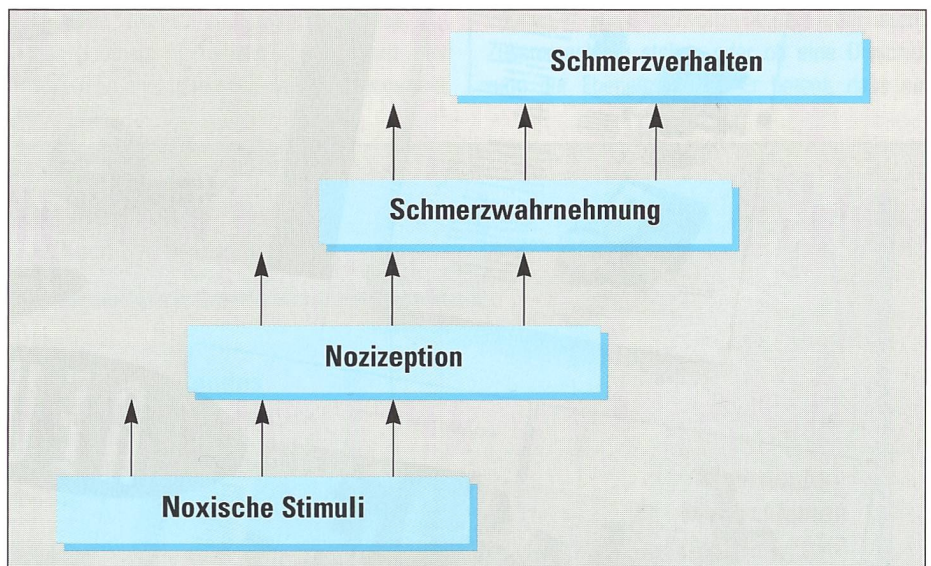 Schmerzverhalten
Schmerzwahrnehmung
Nozizeption
Noxische Stimuli